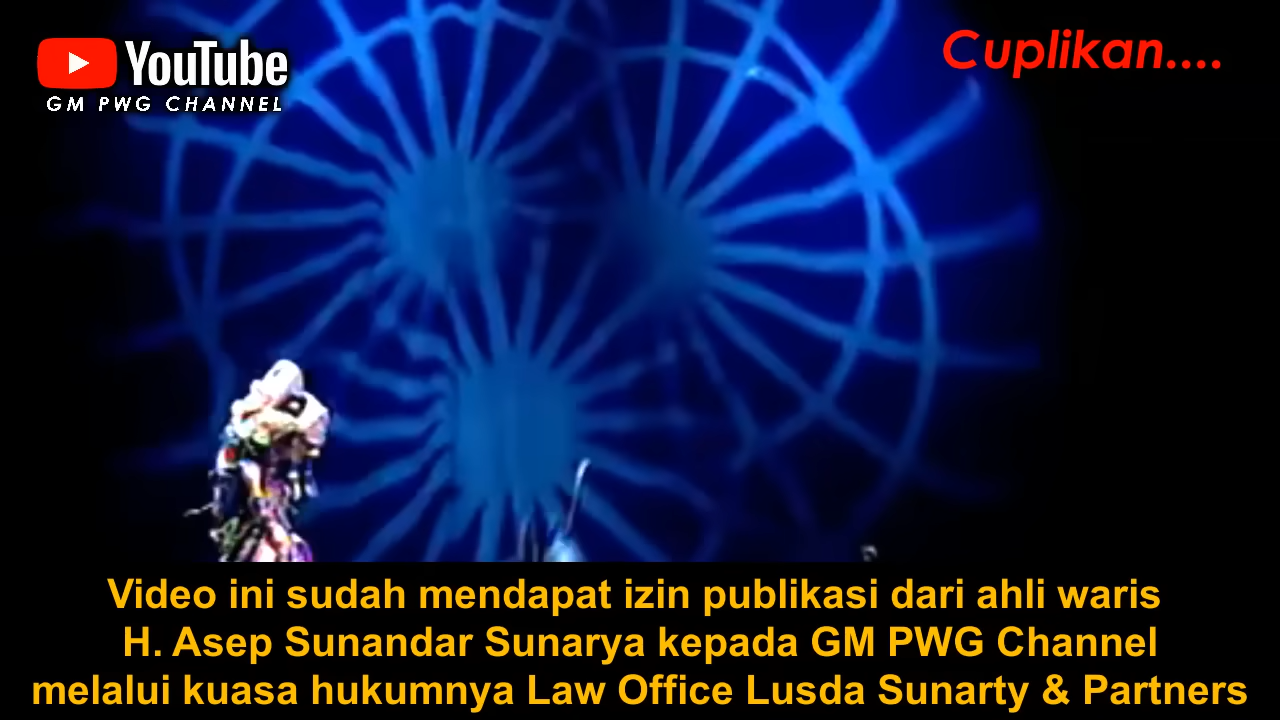 YouTube
GM PWG CHANNEL
Cuplikan....
Video ini sudah mendapat izin publikasi dari ahli waris
H. Asep Sunandar Sunarya kepada GM PWG Channel
melalui kuasa hukumnya Law Office Lusda Sunarty & Partners